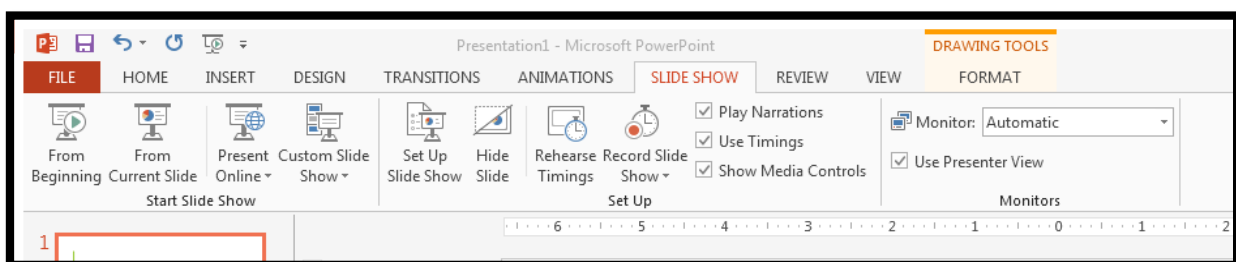 Presentation1 - Microsoft PowerPoint
DRAWING TOOLS
FILE HOME INSERT DESIGN TRANSITIONS ANIMATIONS SLIDE SHOW REVIEW VIEW FORMAT
From Beginning
From Current Slide
Present Online
Custom Slide Show
Start Slide Show
Set Up Slide Show
Hide Slide
Rehearse Timings
Record Slide Show
Play Narrations
Use Timings
Show Media Controls
Set Up
Monitor: Automatic
Use Presenter View
Monitors
6 5 4 3 2 1 0 1 2
1